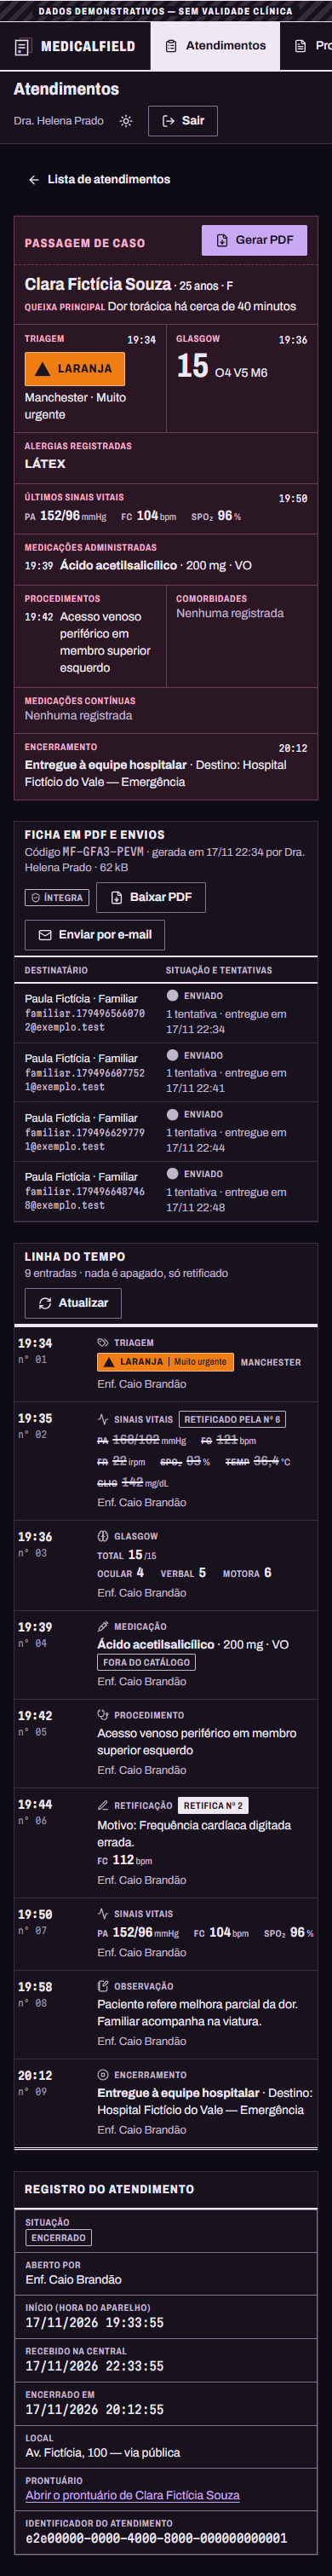 DADOS DEMONSTRATIVOS — SEM VALIDADE CLÍNICA
MEDICALFIELD
Atendimentos
Pro
Atendimentos
Dra. Helena Prado
Sair
Lista de atendimentos
PASSAGEM DE CASO
Gerar PDF
Clara Fictícia Souza · 25 anos · F
QUEIXA PRINCIPAL Dor torácica há cerca de 40 minutos
TRIAGEM 19:34
LARANJA
Manchester · Muito
urgente
GLASGOW 19:36
15 O4 V5 M6
ALERGIAS REGISTRADAS
LÁTEX
ÚLTIMOS SINAIS VITAIS 19:50
PA 152/96 mmHg FC 104 bpm SPO₂ 96 %
MEDICAÇÕES ADMINISTRADAS
19:39 Ácido acetilsalicílico · 200 mg · VO
PROCEDIMENTOS
19:42 Acesso venoso
periférico em
membro superior
esquerdo
COMORBIDADES
Nenhuma registrada
MEDICAÇÕES CONTÍNUAS
Nenhuma registrada
ENCERRAMENTO 20:12
Entregue à equipe hospitalar · Destino: Hospital
Fictício do Vale — Emergência
FICHA EM PDF E ENVIOS
Código MF-GFA3-PEVM · gerada em 17/11 22:34 por Dra.
Helena Prado · 62 kB
ÍNTEGRA
Baixar PDF
Enviar por e-mail
DESTINATÁRIO SITUAÇÃO E TENTATIVAS
Paula Fictícia · Familiar
familiar.179496566070
2@exemplo.test
ENVIADO
1 tentativa · entregue em
17/11 22:34
Paula Fictícia · Familiar
familiar.179496607752
1@exemplo.test
ENVIADO
1 tentativa · entregue em
17/11 22:41
Paula Fictícia · Familiar
familiar.179496629779
1@exemplo.test
ENVIADO
1 tentativa · entregue em
17/11 22:44
Paula Fictícia · Familiar
familiar.179496648746
8@exemplo.test
ENVIADO
1 tentativa · entregue em
17/11 22:48
LINHA DO TEMPO
9 entradas · nada é apagado, só retificado
Atualizar
19:34
n° 01
TRIAGEM
LARANJA | Muito urgente MANCHESTER
Enf. Caio Brandão
19:35
n° 02
SINAIS VITAIS RETIFICADO PELA Nº 6
PA 168/102 mmHg FC 121 bpm
FR 22 irpm SPO₂ 93 % TEMP 36,4 °C
GLIC 142 mg/dL
Enf. Caio Brandão
19:36
n° 03
GLASGOW
TOTAL 15 /15
OCULAR 4 VERBAL 5 MOTORA 6
Enf. Caio Brandão
19:39
n° 04
MEDICAÇÃO
Ácido acetilsalicílico · 200 mg · VO
FORA DO CATÁLOGO
Enf. Caio Brandão
19:42
n° 05
PROCEDIMENTO
Acesso venoso periférico em membro
superior esquerdo
Enf. Caio Brandão
19:44
n° 06
RETIFICAÇÃO RETIFICA Nº 2
Motivo: Frequência cardíaca digitada
errada.
FC 112 bpm
Enf. Caio Brandão
19:50
n° 07
SINAIS VITAIS
PA 152/96 mmHg FC 104 bpm SPO₂ 96 %
Enf. Caio Brandão
19:58
n° 08
OBSERVAÇÃO
Paciente refere melhora parcial da dor.
Familiar acompanha na viatura.
Enf. Caio Brandão
20:12
n° 09
ENCERRAMENTO
Entregue à equipe hospitalar · Destino:
Hospital Fictício do Vale — Emergência
Enf. Caio Brandão
REGISTRO DO ATENDIMENTO
SITUAÇÃO
ENCERRADO
ABERTO POR
Enf. Caio Brandão
INÍCIO (HORA DO APARELHO)
17/11/2026 19:33:55
RECEBIDO NA CENTRAL
17/11/2026 22:33:55
ENCERRADO EM
17/11/2026 20:12:55
LOCAL
Av. Fictícia, 100 — via pública
PRONTUÁRIO
Abrir o prontuário de Clara Fictícia Souza
IDENTIFICADOR DO ATENDIMENTO
e2e00000-0000-4000-8000-000000000001